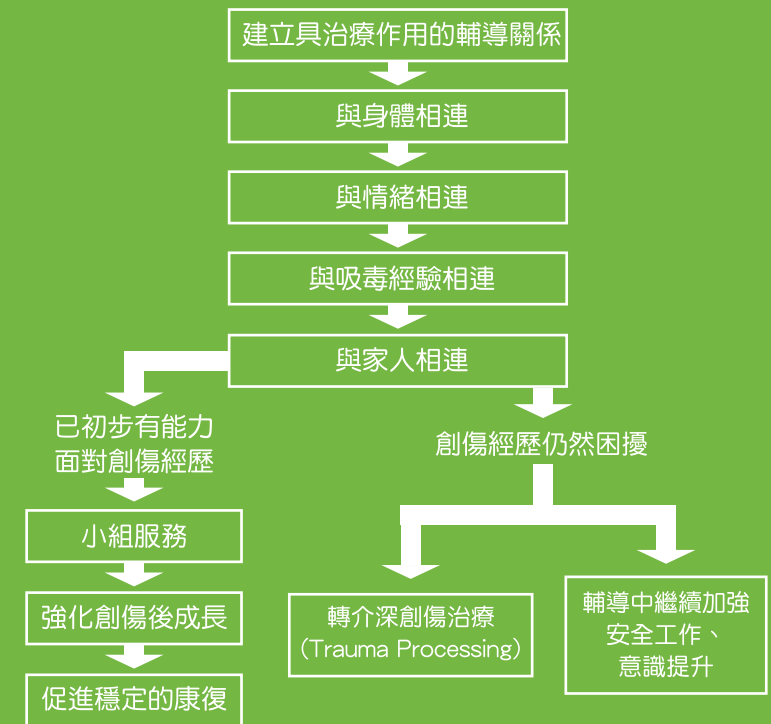 建立具治療作用的輔導關係
與身體相連
與情緒相連
與吸毒經驗相連
與家人相連
已初步有能力
面對創傷經歷
小組服務
強化創傷後成長
促進穩定的康復
創傷經歷仍然困擾
轉介深創傷治療
(Trauma Processing)
輔導中繼續加強
安全工作、
意識提升